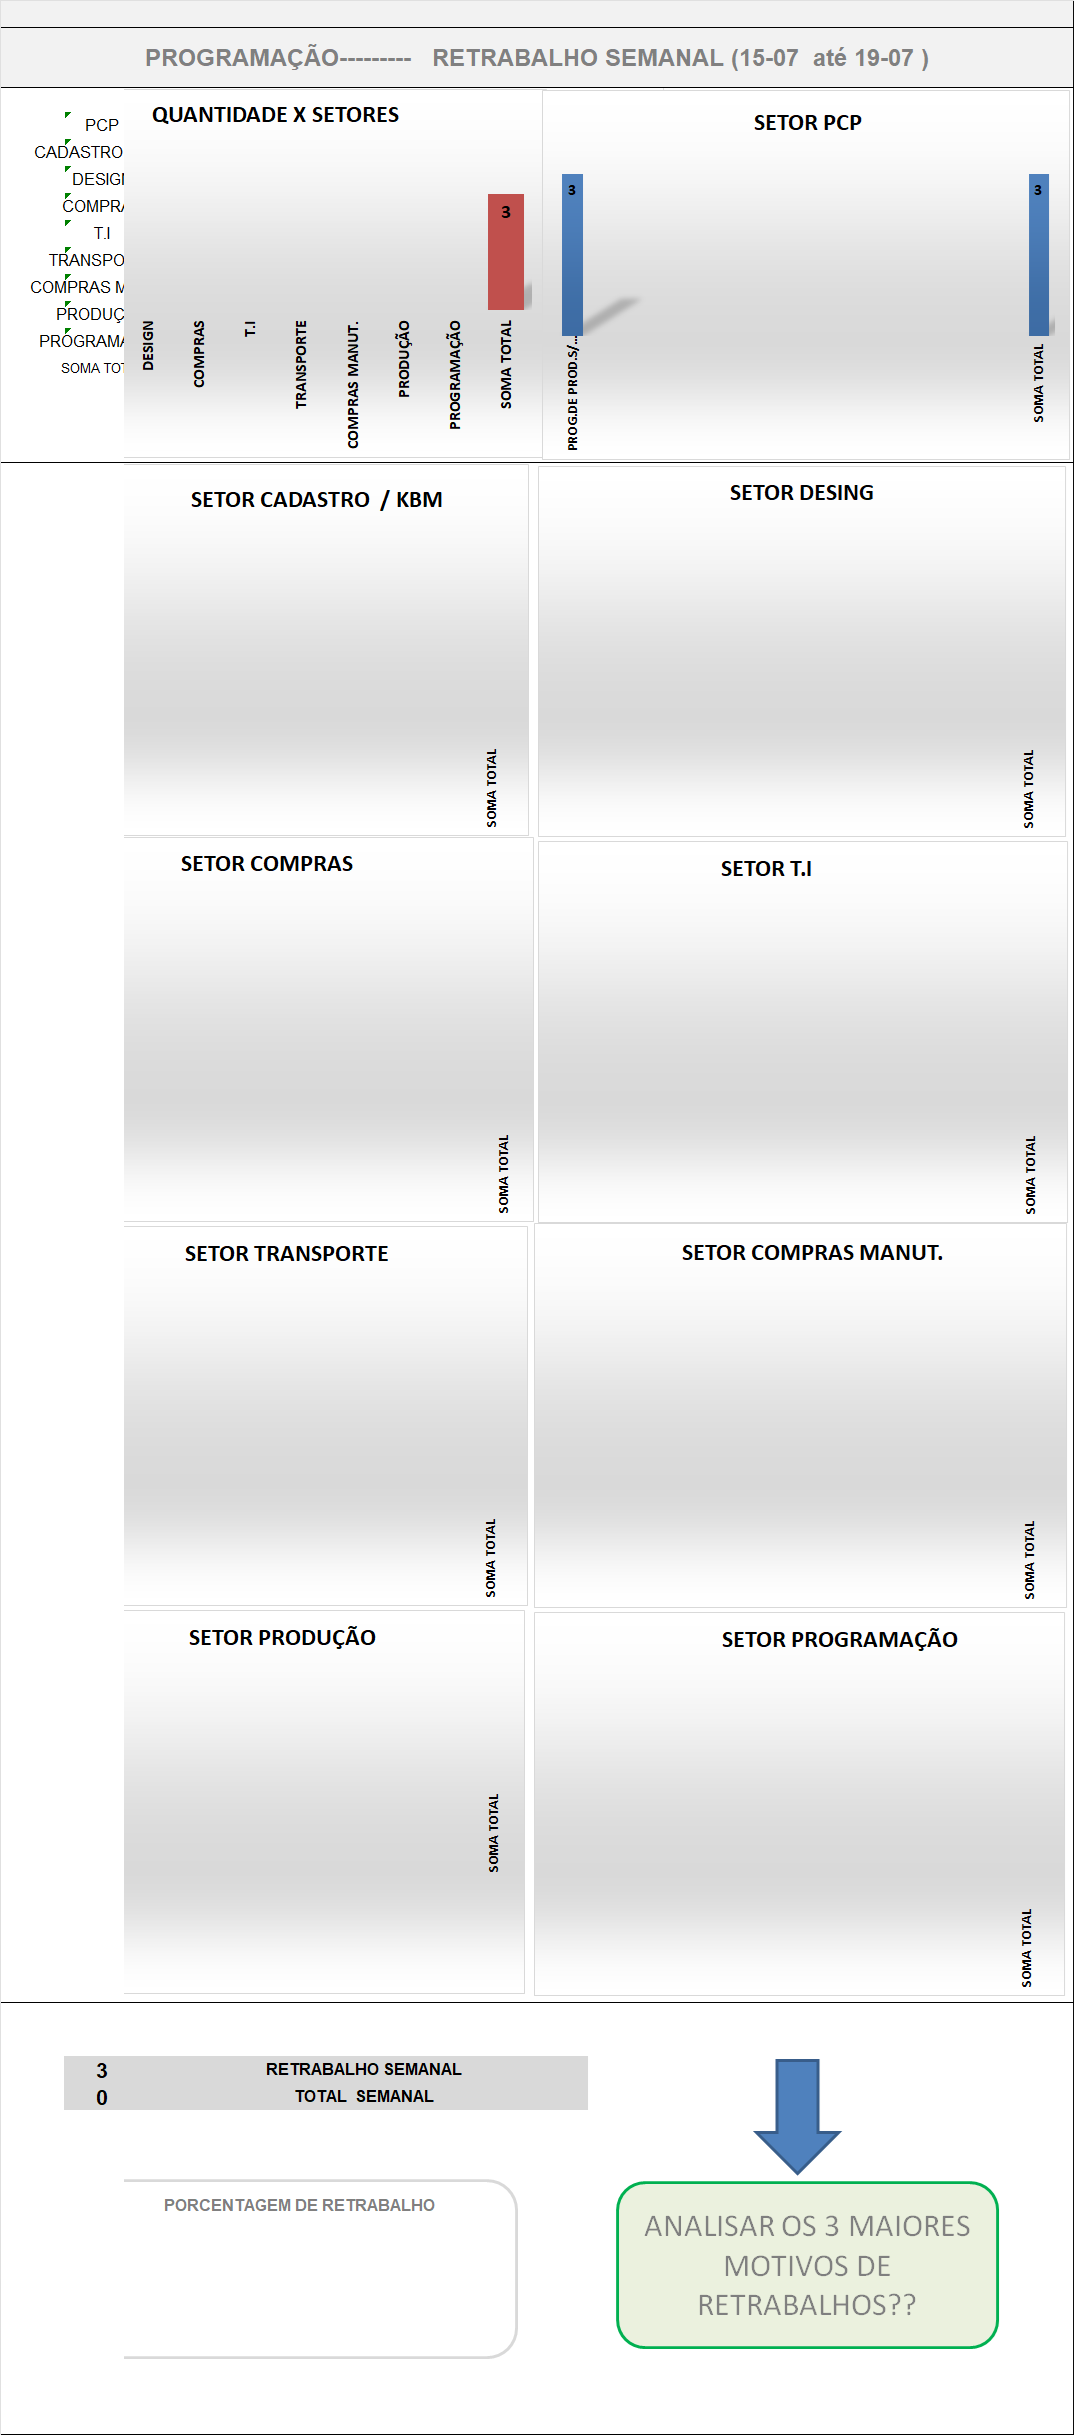 PROGRAMAÇÃO--------- RETRABALHO SEMANAL (15-07 até 19-07 )
PCP
CADASTRO
DESIGN
COMPRA
T.I
TRANSPO
COMPRAS M
PRODUÇ
PROGRAMA
SOMA TOT
QUANTIDADE X SETORES
3
DESIGN
COMPRAS
T.I
TRANSPORTE
COMPRAS MANUT.
PRODUÇÃO
PROGRAMAÇÃO
SOMA TOTAL
SETOR PCP
3
3
PROG.DE PROD.S/...
SOMA TOTAL
SETOR CADASTRO / KBM
SOMA TOTAL
SETOR DESING
SOMA TOTAL
SETOR COMPRAS
SOMA TOTAL
SETOR T.I
SOMA TOTAL
SETOR TRANSPORTE
SOMA TOTAL
SETOR COMPRAS MANUT.
SOMA TOTAL
SETOR PRODUÇÃO
SOMA TOTAL
SETOR PROGRAMAÇÃO
SOMA TOTAL
3 RETRABALHO SEMANAL
0 TOTAL SEMANAL
PORCENTAGEM DE RETRABALHO
ANALISAR OS 3 MAIORES
MOTIVOS DE
RETRABALHOS??